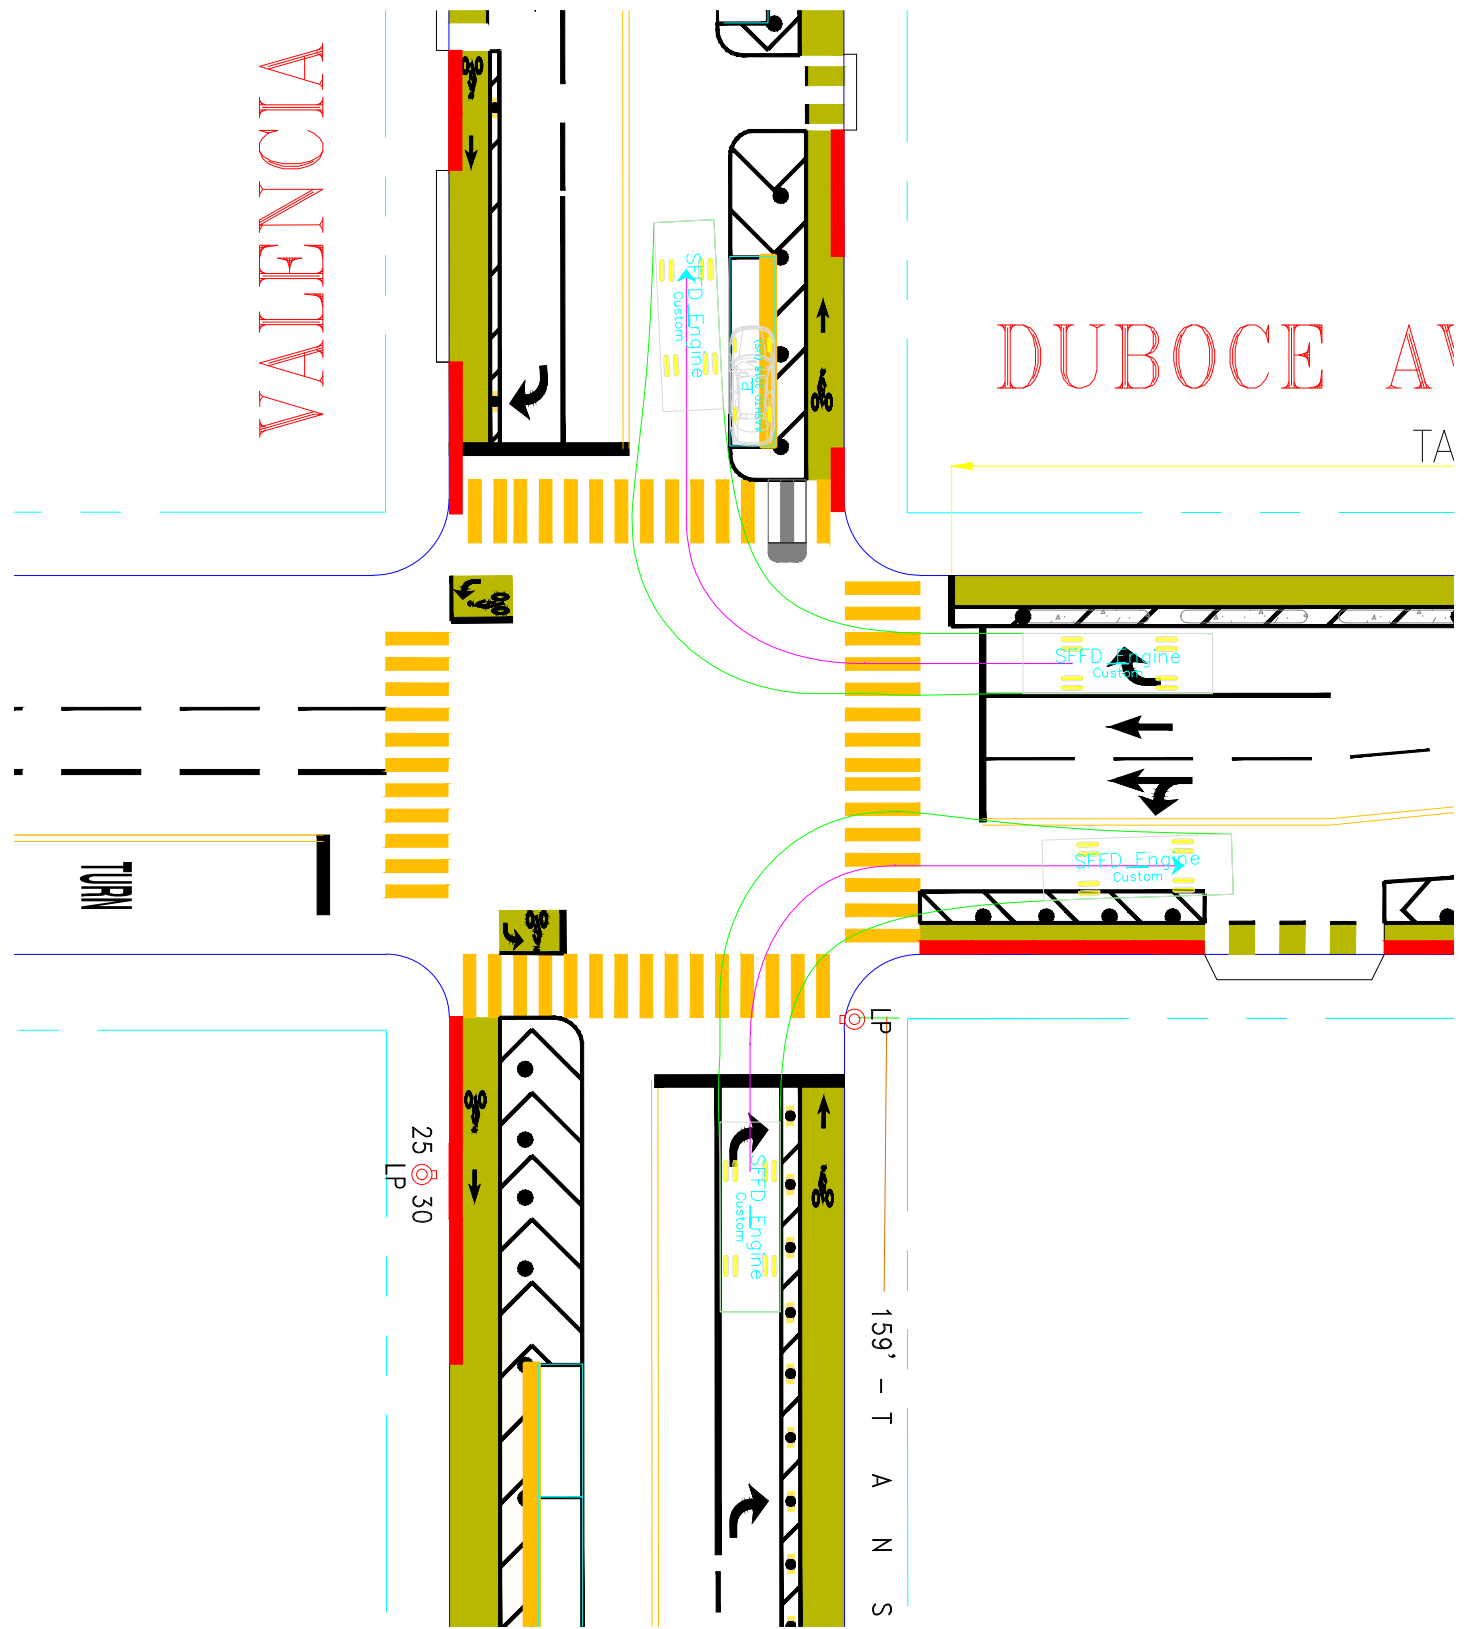 VALENCIA
DUBOCE AV
TA
SFFD_Engine
Custom
P
SFFD_Engine
Custom
SFFD_Engine
Custom
TURN
LP
25
LP
30
SFFD_Engine
Custom
159' - T A N S